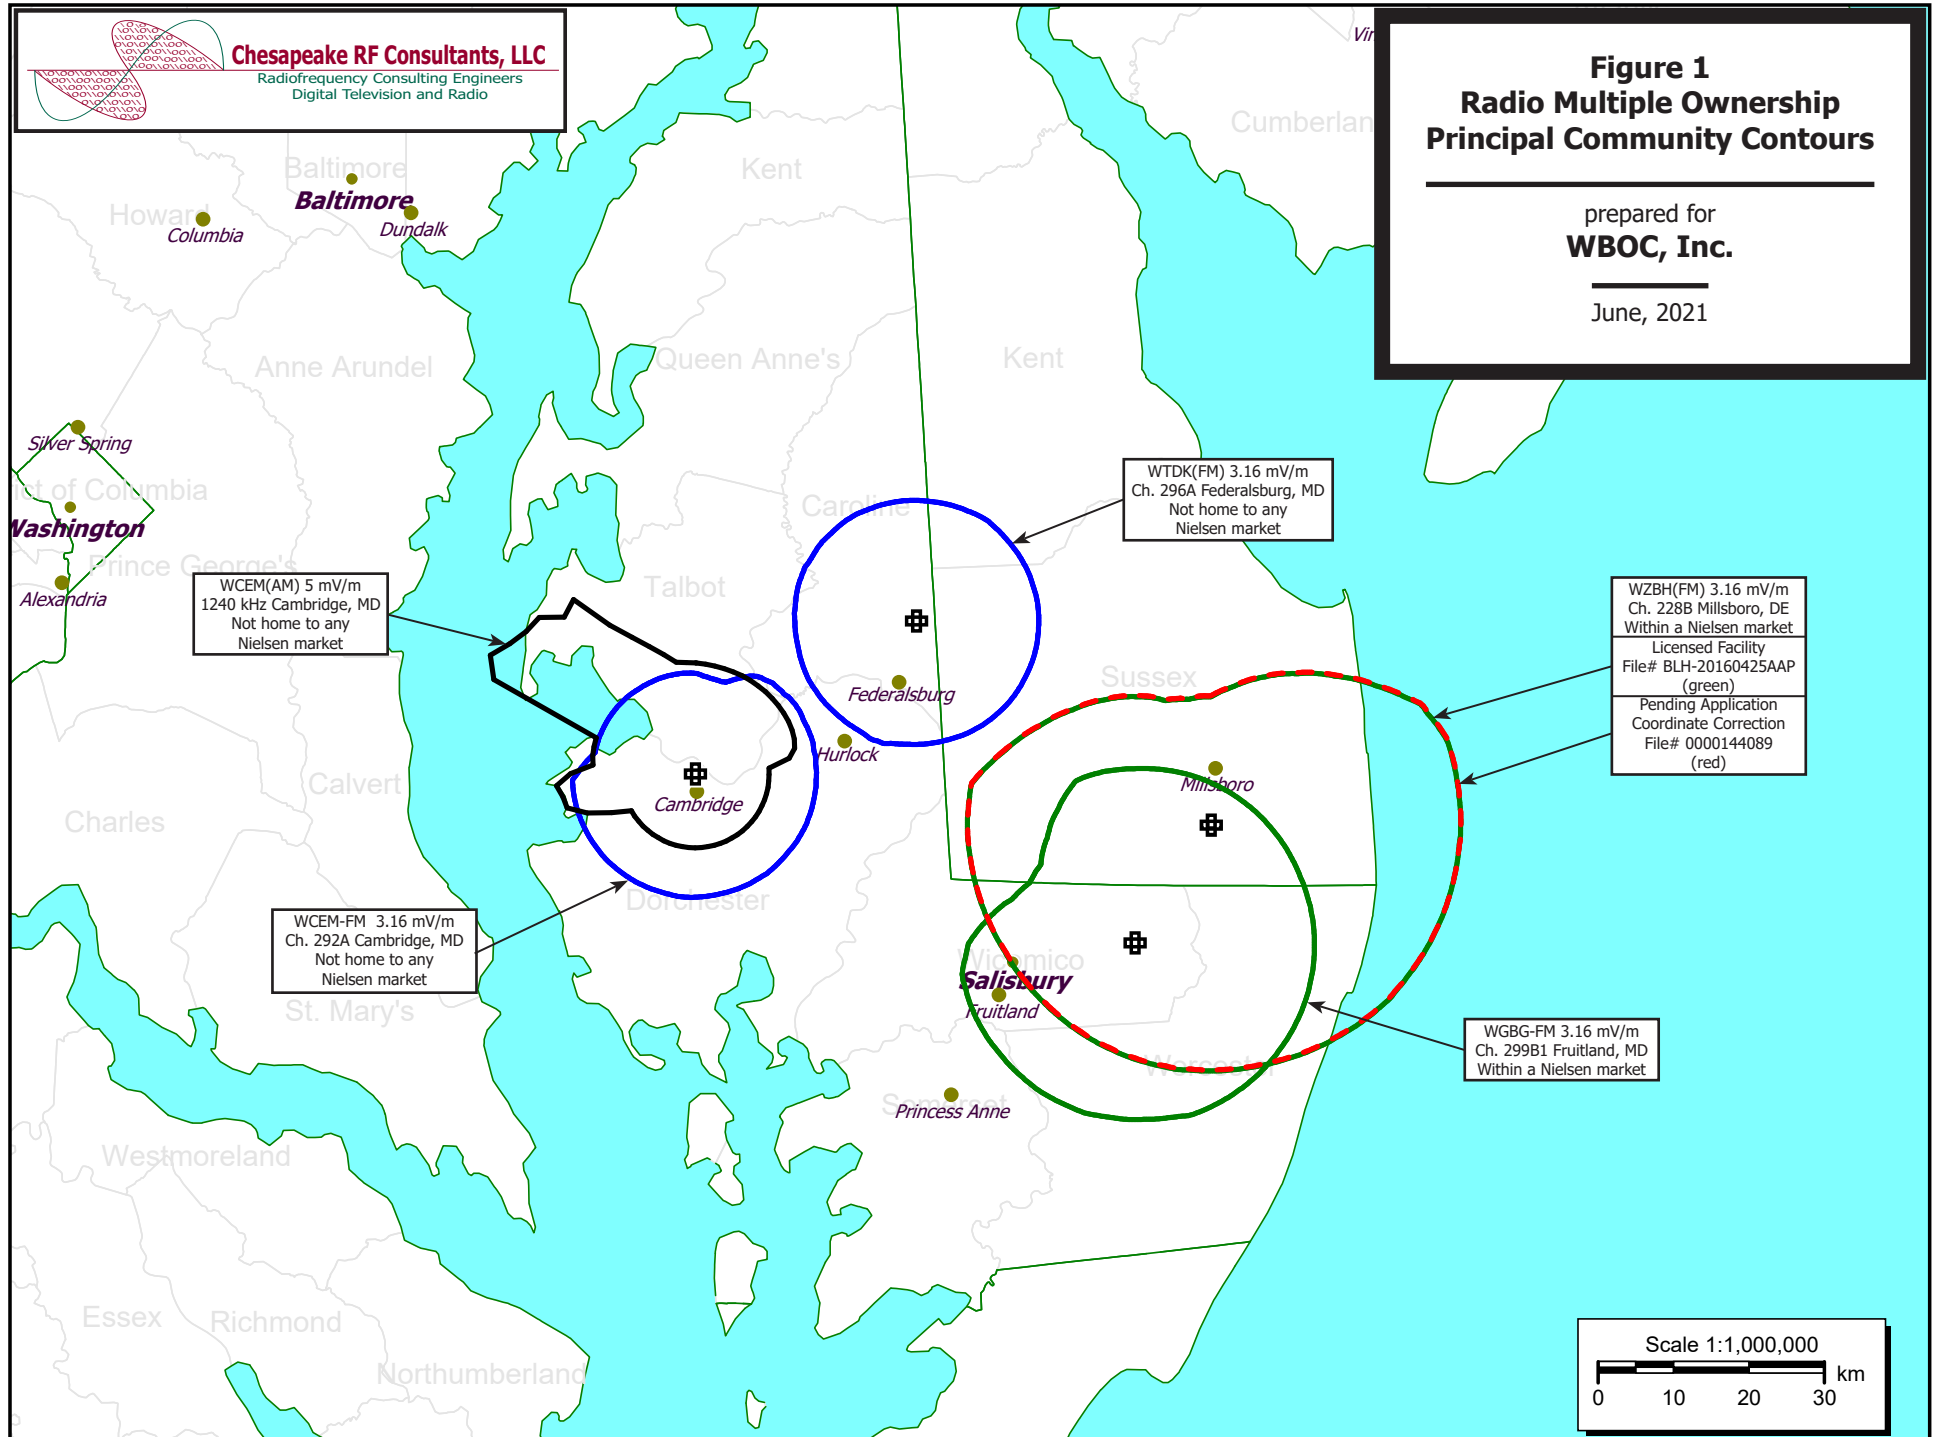 Chesapeake RF Consultants, LLC
Radiofrequency Consulting Engineers
Digital Television and Radio
Figure 1
Radio Multiple Ownership
Principal Community Contours
prepared for
WBOC, Inc.
June, 2021
Cumberlan
Baltimore
Baltimore
Dundalk
Howard
Columbia
Kent
Anne Arundel
Queen Anne's
Kent
Silver Spring
ict of Columbia
Washington
Prince George's
Alexandria
Caroline
Talbot
WTDK(FM) 3.16 mV/m
Ch. 296A Federalsburg, MD
Not home to any
Nielsen market
WCEM(AM) 5 mV/m
1240 kHz Cambridge, MD
Not home to any
Nielsen market
WZBH(FM) 3.16 mV/m
Ch. 228B Millsboro, DE
Within a Nielsen market
Licensed Facility
File# BLH-20160425AAP
(green)
Pending Application
Coordinate Correction
File# 0000144089
(red)
Federalsburg
Sussex
Hurlock
Millsboro
Cambridge
Calvert
Charles
Dorchester
WCEM-FM 3.16 mV/m
Ch. 292A Cambridge, MD
Not home to any
Nielsen market
Wicomico
Salisbury
Fruitland
St. Mary's
WGBG-FM 3.16 mV/m
Ch. 299B1 Fruitland, MD
Within a Nielsen market
Worcester
Somerset
Princess Anne
Westmoreland
Essex
Richmond
Northumberland
Scale 1:1,000,000
km
0 10 20 30